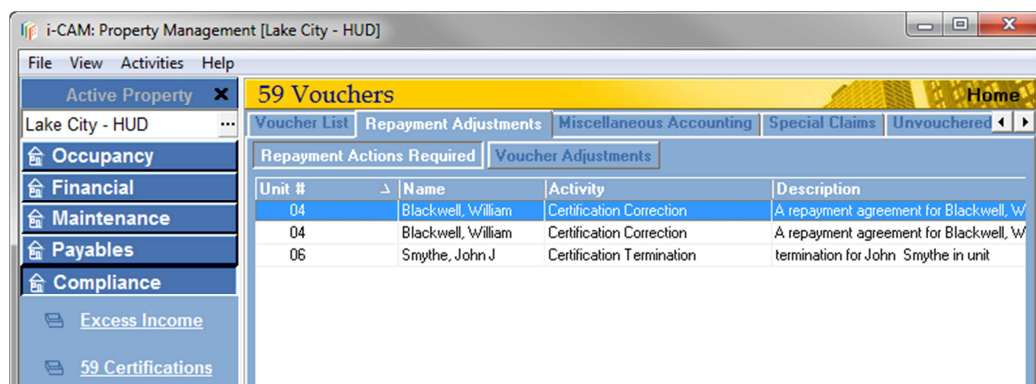 i-CAM: Property Management [Lake City - HUD]
File View Activities Help
Active Property
59 Vouchers
Home
Lake City - HUD ...
Voucher List Repayment Adjustments Miscellaneous Accounting Special Claims Unvouchered
Occupancy
Repayment Actions Required Voucher Adjustments
Financial
Unit # Name Activity Description
04 Blackwell, William Certification Correction A repayment agreement for Blackwell, W
Maintenance
04 Blackwell, William Certification Correction A repayment agreement for Blackwell, W
Payables
06 Smythe, John J Certification Termination termination for John Smythe in unit
Compliance
Excess Income
59 Certifications